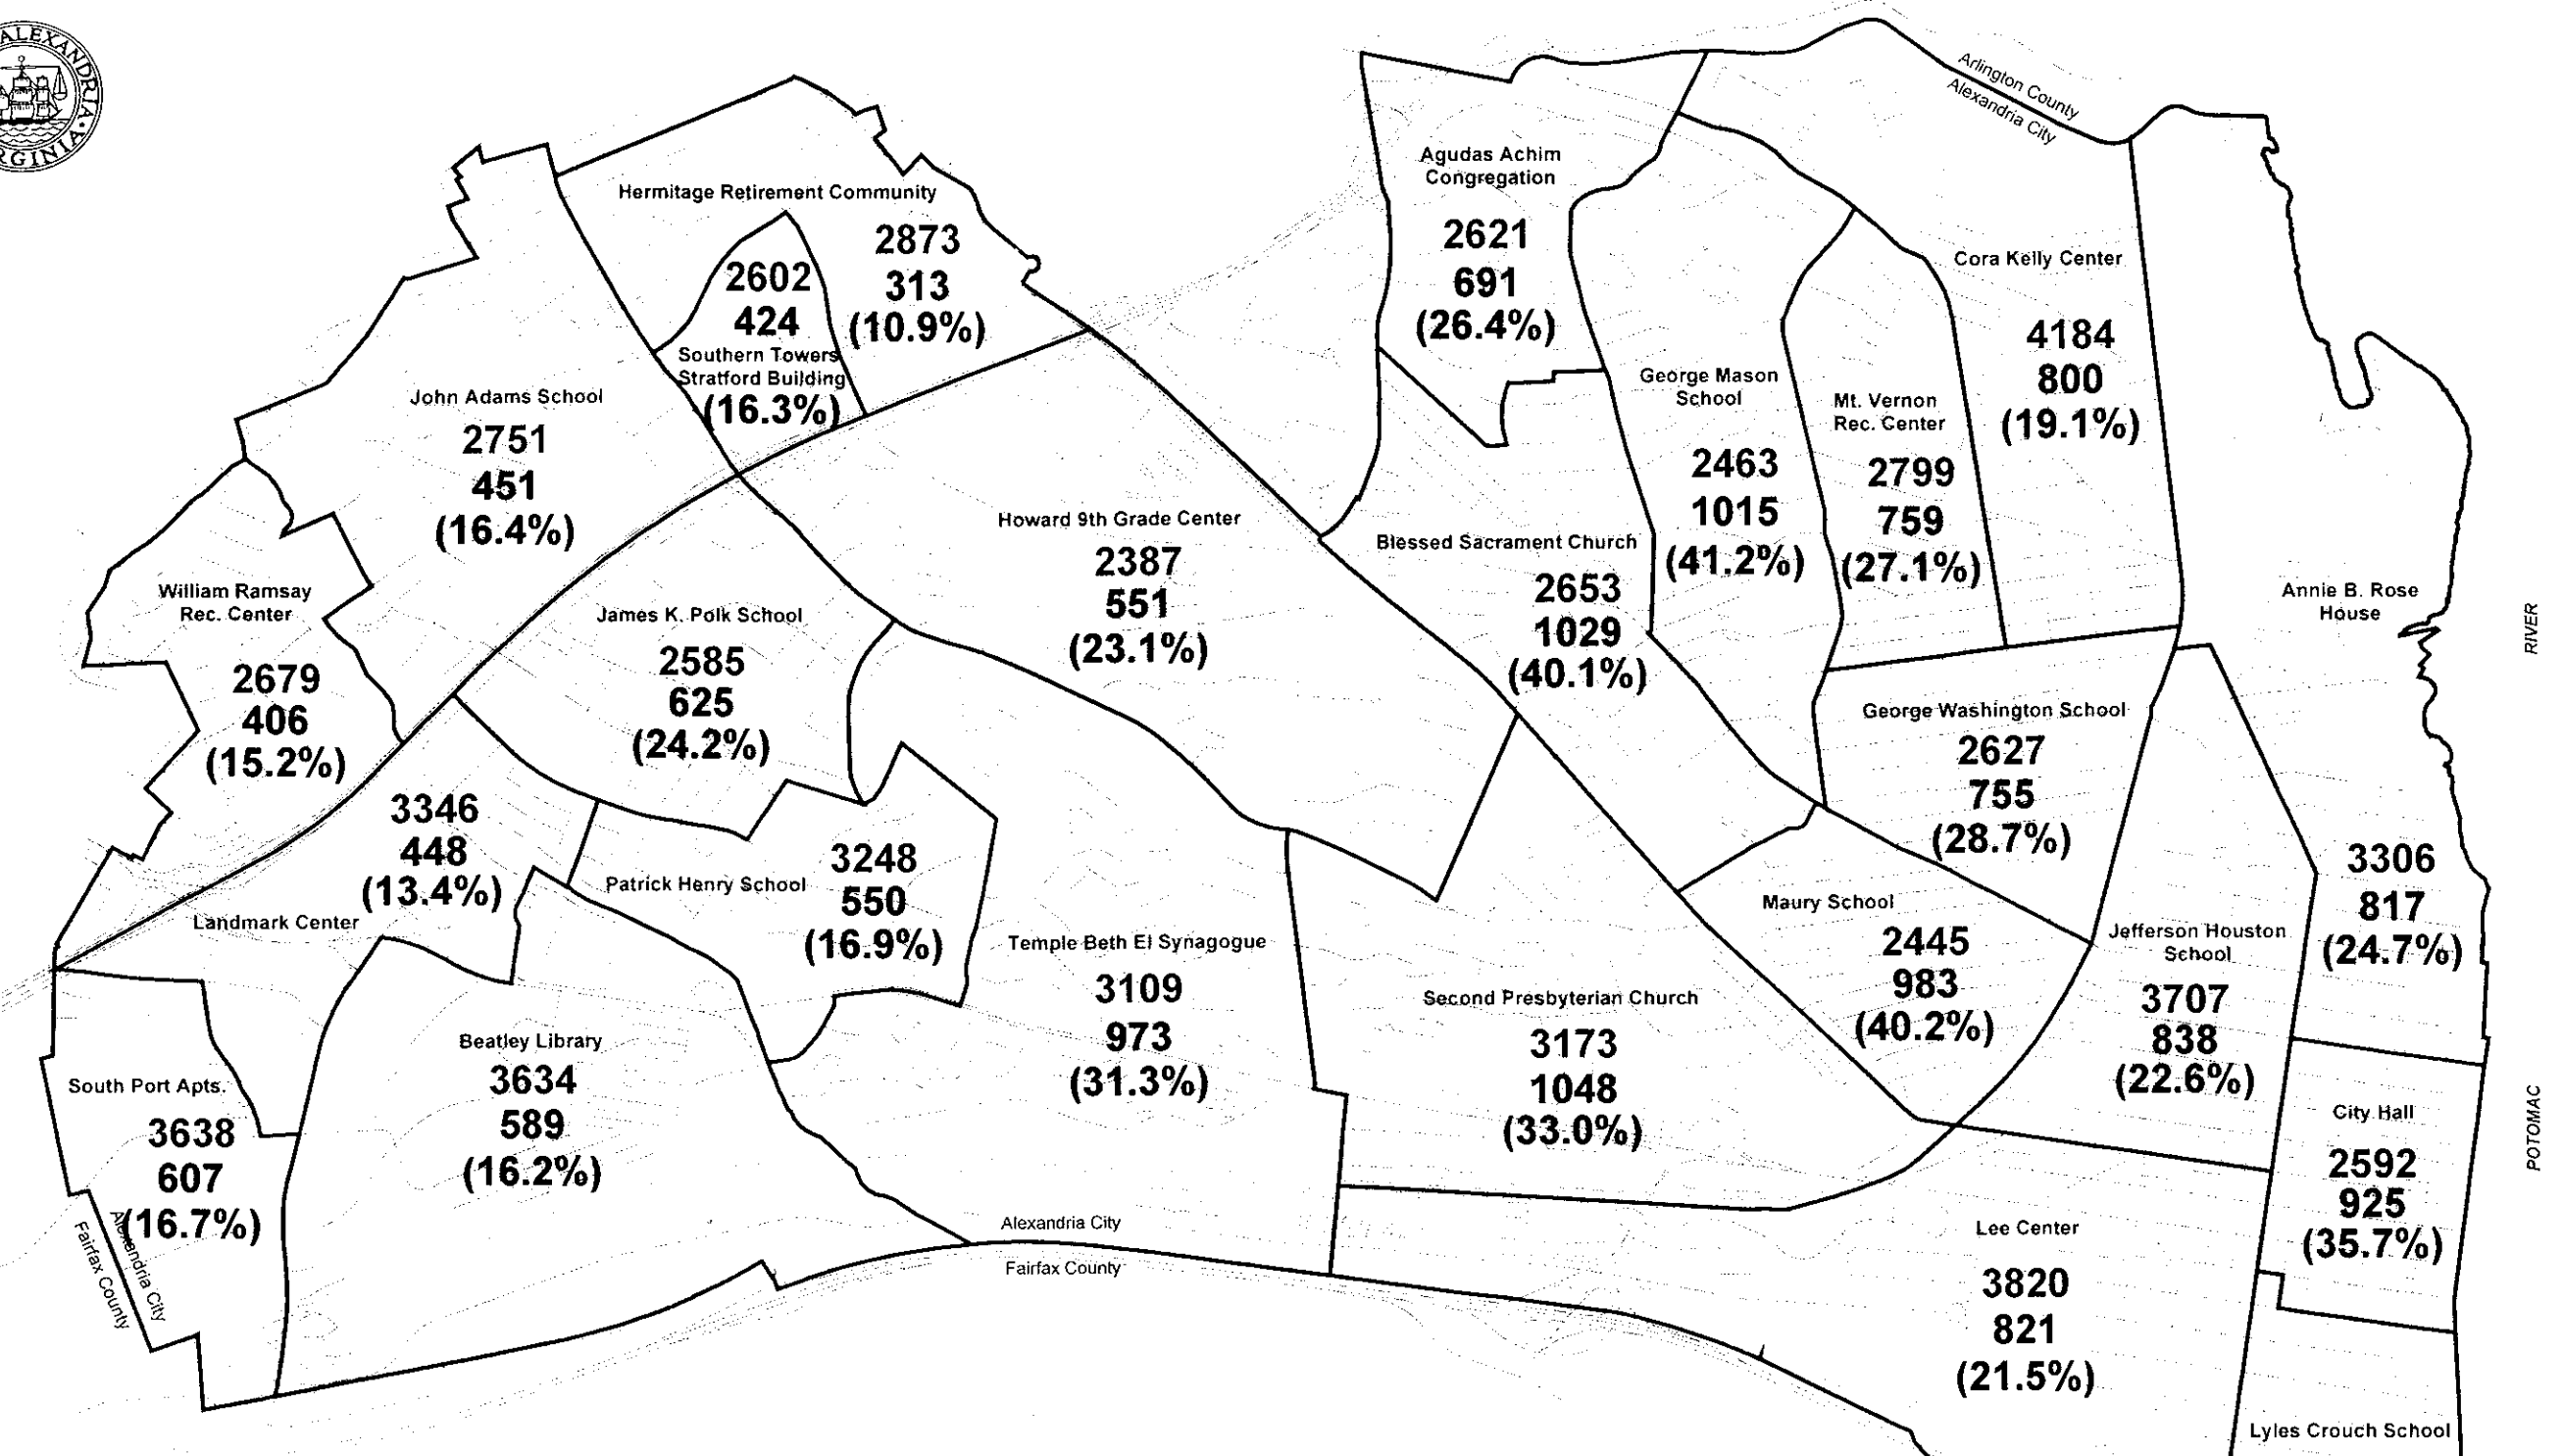 ALEXANDRIA
VIRGINIA
Arlington County
Alexandria City
Hermitage Retirement Community
2873
313
(10.9%)
2602
424
Southern Towers
Stratford Building
(16.3%)
Agudas Achim
Congregation
2621
691
(26.4%)
Cora Kelly Center
4184
800
(19.1%)
John Adams School
2751
451
(16.4%)
George Mason
School
2463
1015
(41.2%)
Mt. Vernon
Rec. Center
2799
759
(27.1%)
Howard 9th Grade Center
2387
551
(23.1%)
Blessed Sacrament Church
2653
1029
(40.1%)
William Ramsay
Rec. Center
2679
406
(15.2%)
James K. Polk School
2585
625
(24.2%)
Annie B. Rose
House
3306
817
(24.7%)
RIVER
George Washington School
2627
755
(28.7%)
3346
448
(13.4%)
Landmark Center
Patrick Henry School
3248
550
(16.9%)
Temple Beth El Synagogue
3109
973
(31.3%)
Maury School
2445
983
(40.2%)
Jefferson Houston
School
3707
838
(22.6%)
Second Presbyterian Church
3173
1048
(33.0%)
Beatley Library
3634
589
(16.2%)
South Port Apts.
3638
607
(16.7%)
Alexandria City
Fairfax County
City Hall
2592
925
(35.7%)
POTOMAC
Alexandria City
Fairfax County
Lee Center
3820
821
(21.5%)
Lyles Crouch School